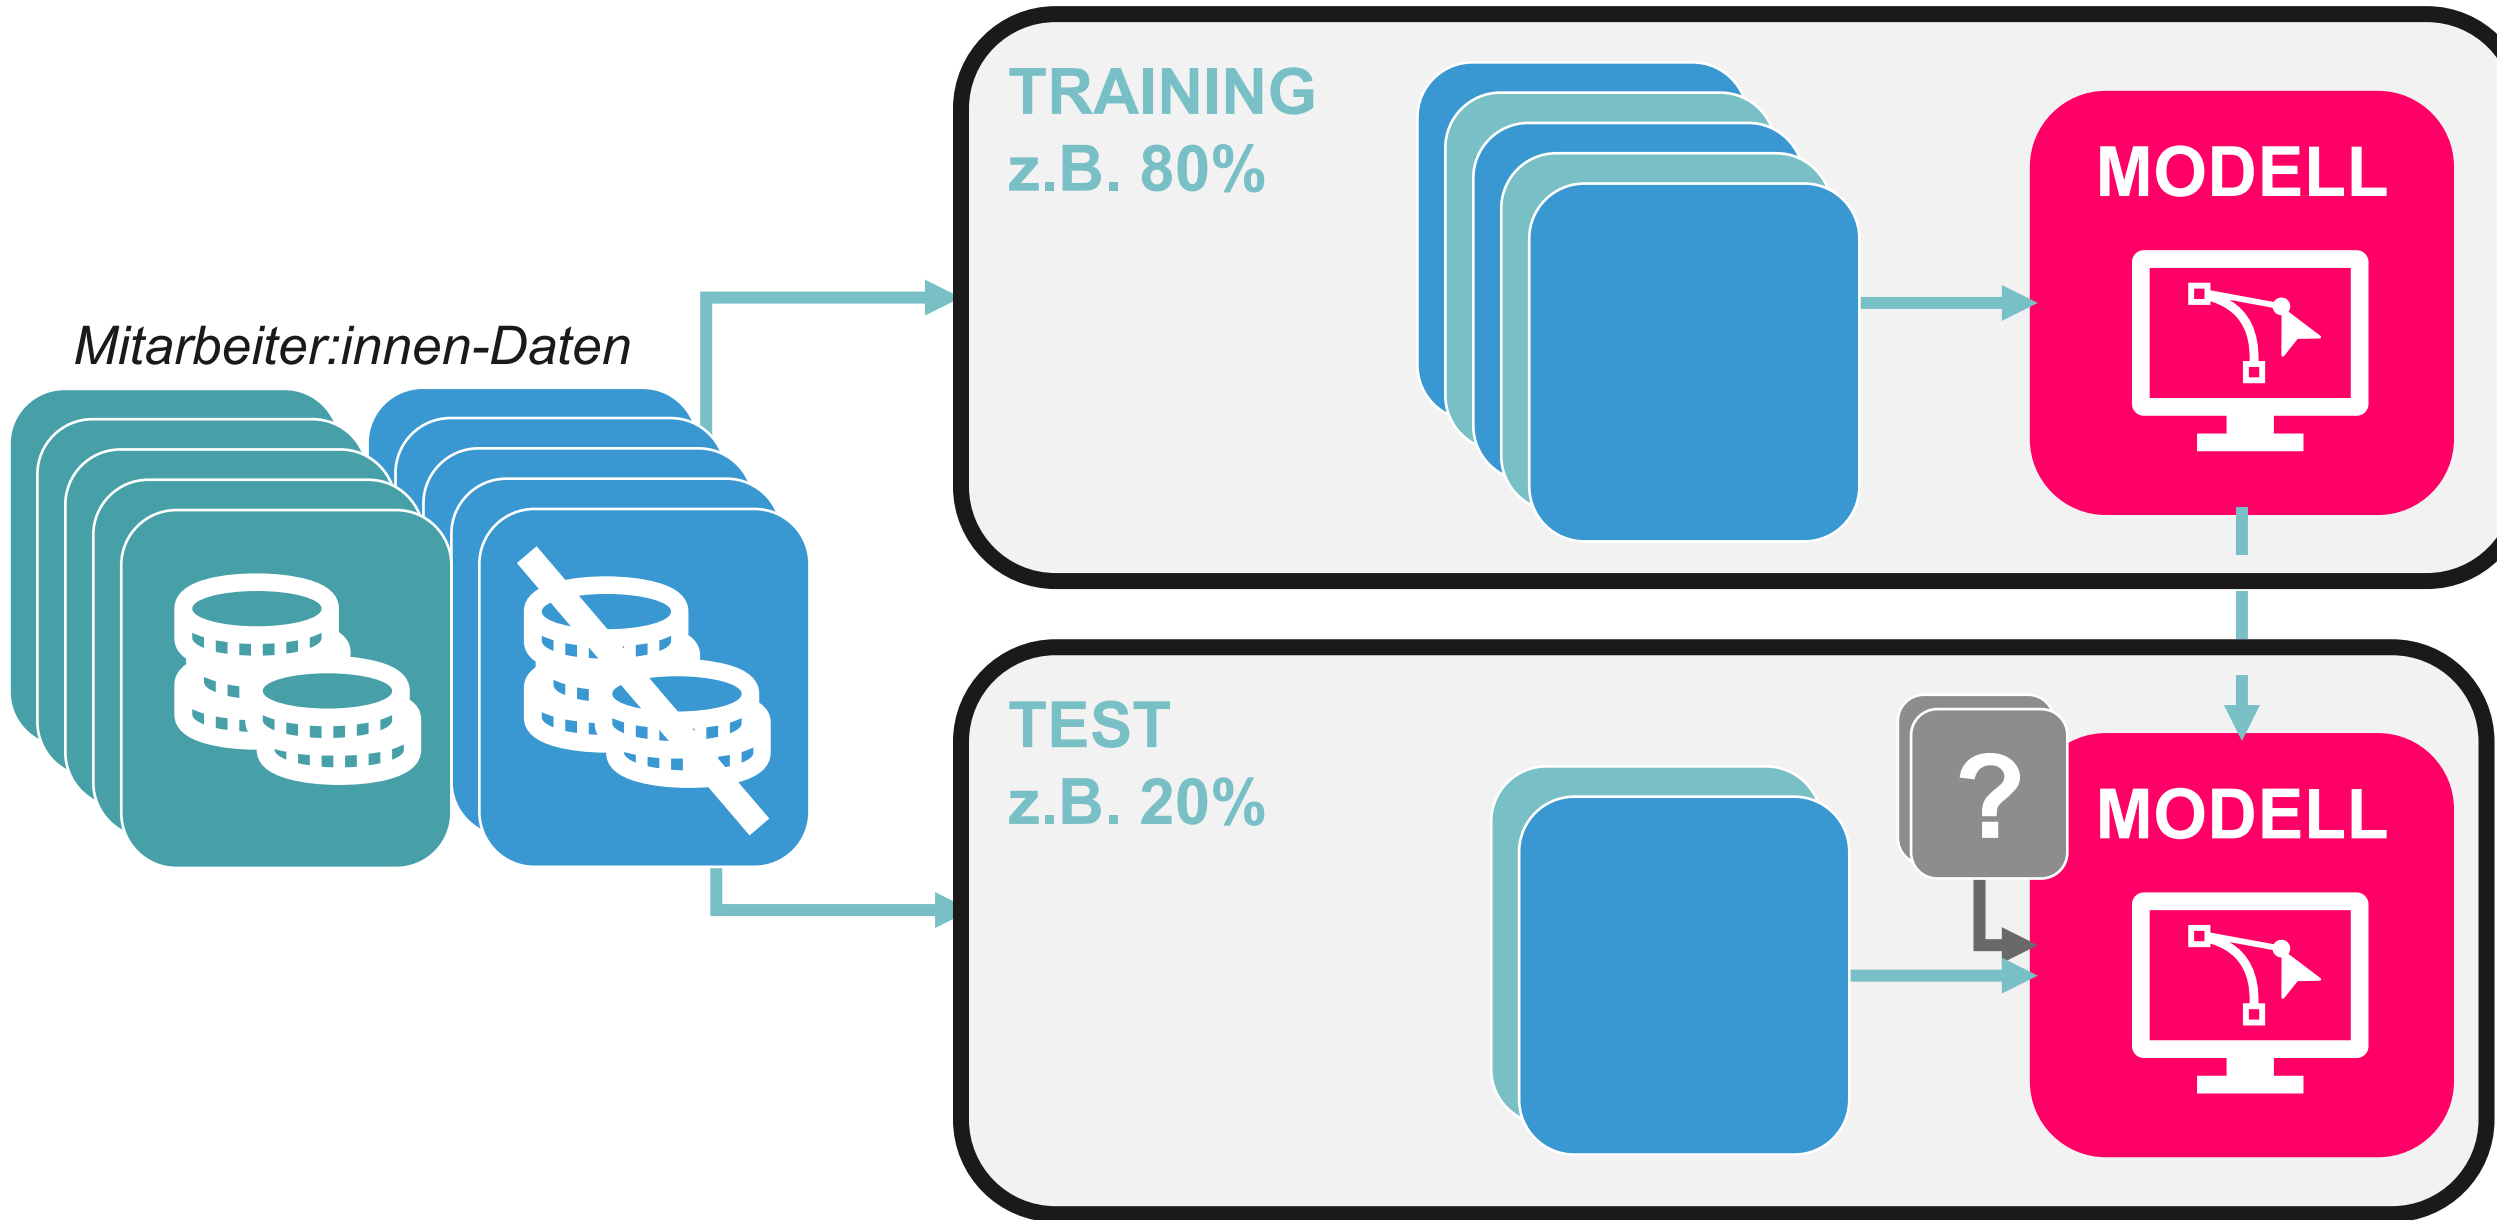 Mitarbeiter:innen-Daten
TRAINING
z.B. 80%
MODELL
TEST
z.B. 20%
?
MODELL